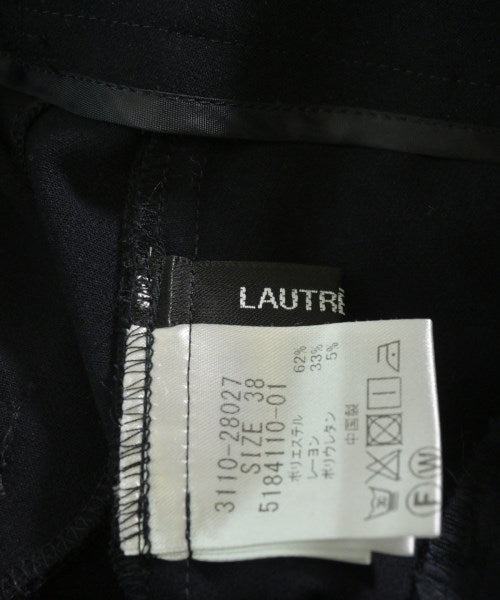 LAUTR
3110-28027
SIZE 38
5184110-01
ポリエステル 62%
レーヨン 33%
ポリウレタン 5%
中国製
F W